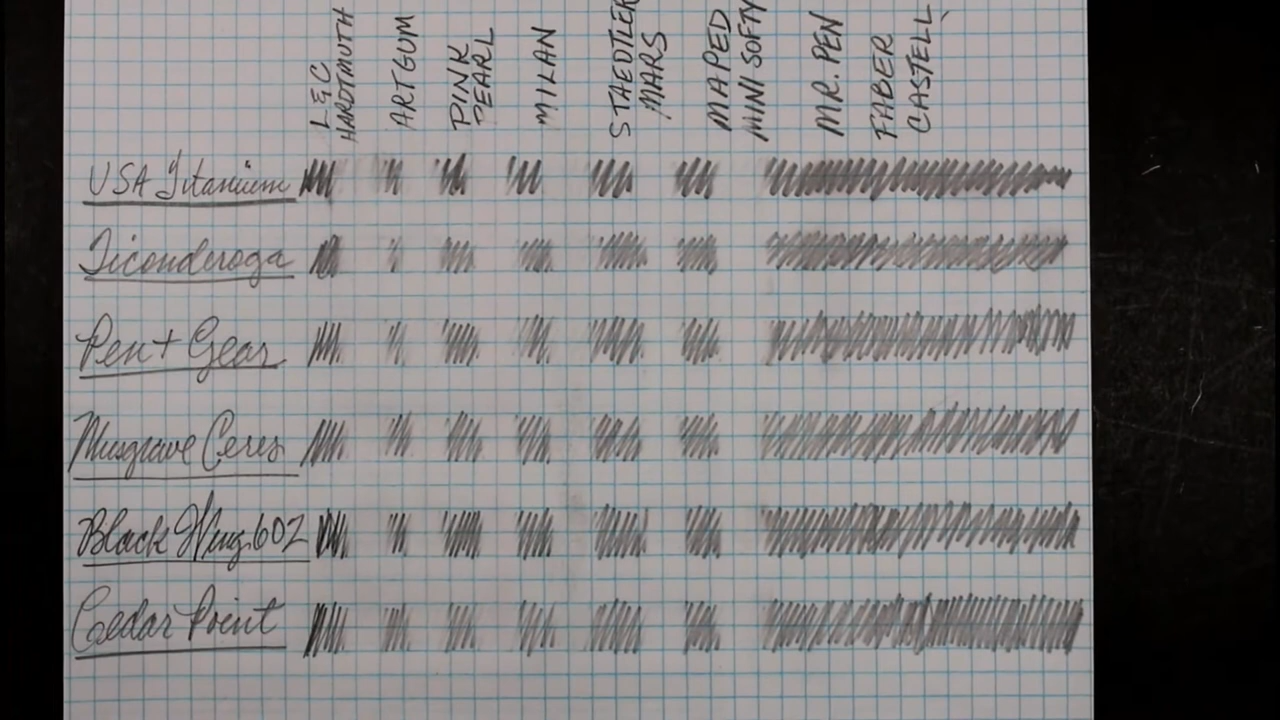 L&C
HARDTMUTH
ARTGUM
PINK
PEARL
MILAN
STAEDTLER
MARS
MAPED
MINI SOFTY
MR. PEN
FABER
CASTELL
USA Titanium
Ticonderoga
Pen + Gear
Musgrave Ceres
Black Wing 602
Cedar Point